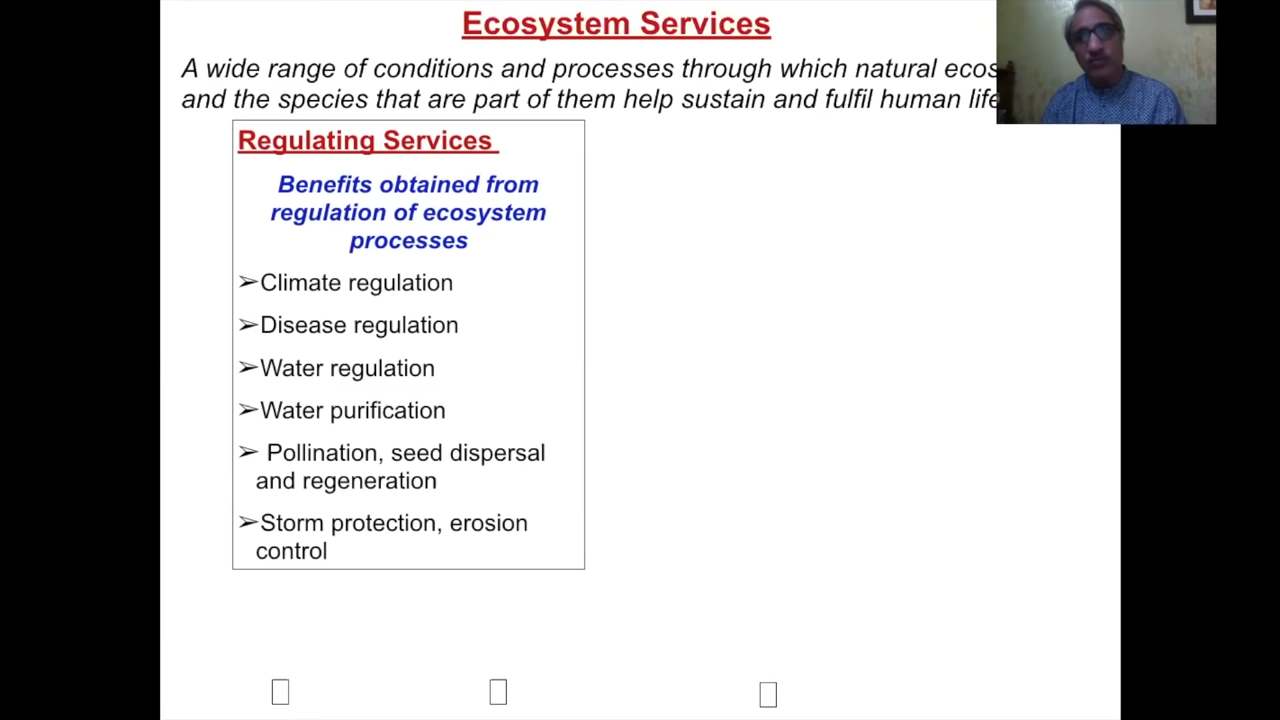 Ecosystem Services
A wide range of conditions and processes through which natural
and the species that are part of them help sustain and fulfil human life
Regulating Services
Benefits obtained from
regulation of ecosystem
processes
➢Climate regulation
➢Disease regulation
➢Water regulation
➢Water purification
➢ Pollination, seed dispersal
and regeneration
➢Storm protection, erosion
control